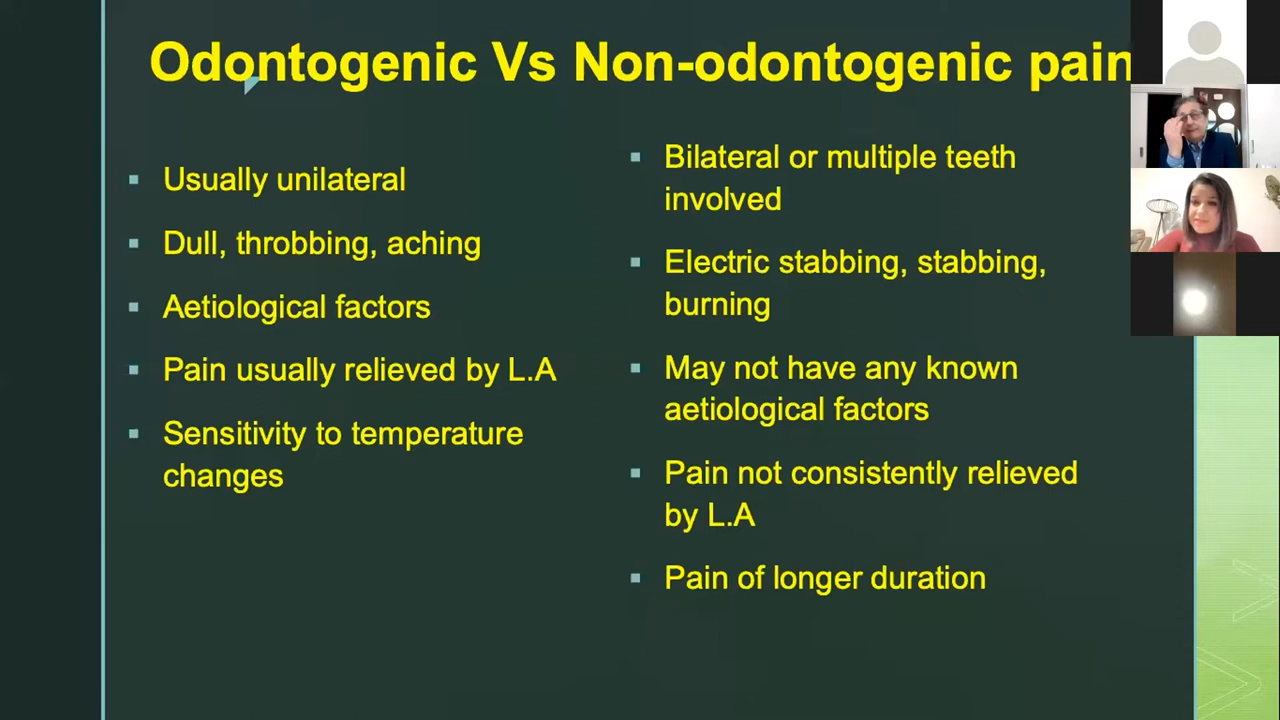 Odontogenic Vs Non-odontogenic pain
Usually unilateral
Dull, throbbing, aching
Aetiological factors
Pain usually relieved by L.A
Sensitivity to temperature
changes
Bilateral or multiple teeth
involved
Electric stabbing, stabbing,
burning
May not have any known
aetiological factors
Pain not consistently relieved
by L.A
Pain of longer duration